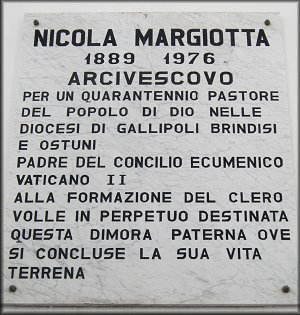 NICOLA MARGIOTTA
1889 1976
ARCIVESCOVO
PER UN QUARANTENNIO PASTORE
DEL POPOLO DI DIO NELLE
DIOCESI DI GALLIPOLI BRINDISI
E OSTUNI
PADRE DEL CONCILIO ECUMENICO
VATICANO II
ALLA FORMAZIONE DEL CLERO
VOLLE IN PERPETUO DESTINATA
QUESTA DIMORA PATERNA OVE
SI CONCLUSE LA SUA VITA
TERRENA